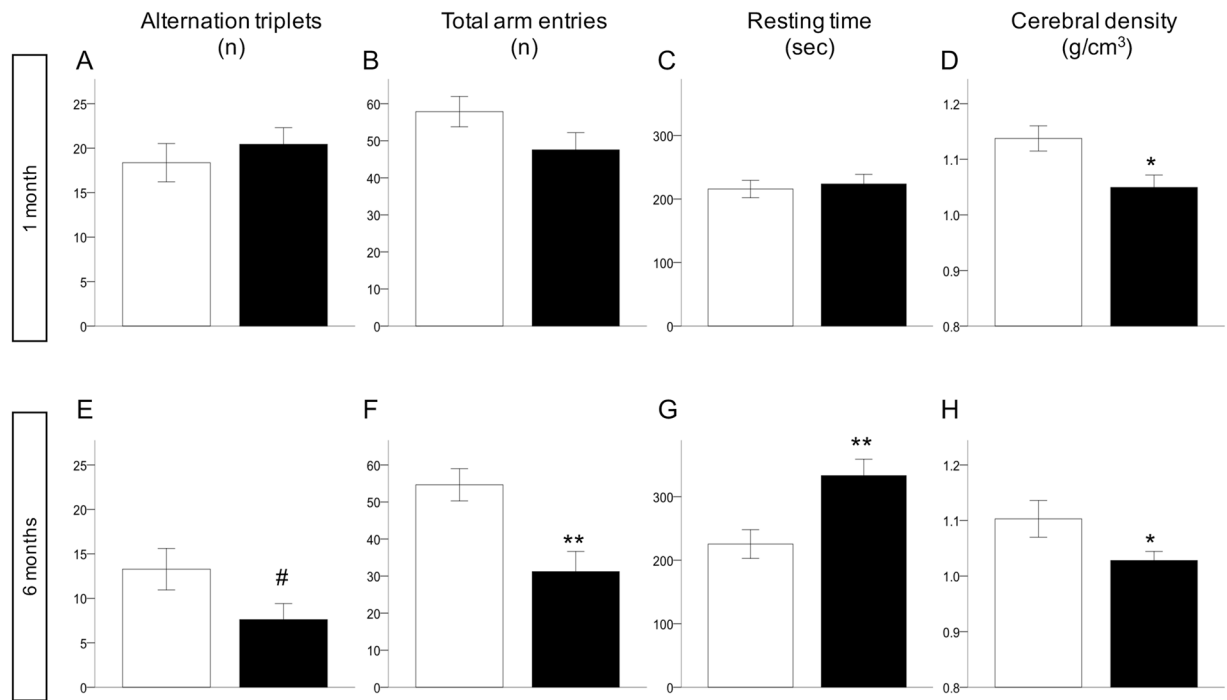 Alternation triplets
(n)
Total arm entries
(n)
Resting time
(sec)
Cerebral density
(g/cm³)
1 month
A
25
20
15
10
5
0
B
60
50
40
30
20
10
0
C
300
200
100
0
D
1.2
1.1
1.0
0.9
0.8
*
6 months
E
25
20
15
10
5
0
#
F
60
50
40
30
20
10
0
**
G
300
200
100
0
**
H
1.2
1.1
1.0
0.9
0.8
*